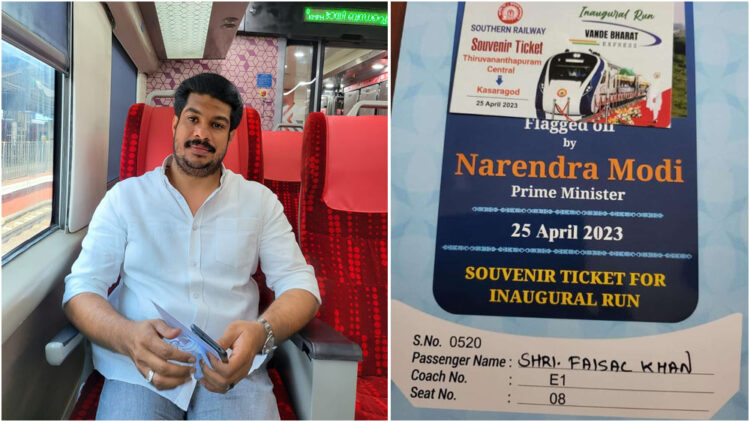 SOUTHERN RAILWAY
Souvenir Ticket
Thiruvananthapuram
Central
Kasaragod
25 April 2023
Inaugural Run
VANDE BHARAT
EXPRESS
Flagged off
by
Narendra Modi
Prime Minister
25 April 2023
SOUVENIR TICKET FOR
INAUGURAL RUN
S.No. 0520
Passenger Name : SHRI. FAISAL KHAN
Coach No. : E1
Seat No. : 08